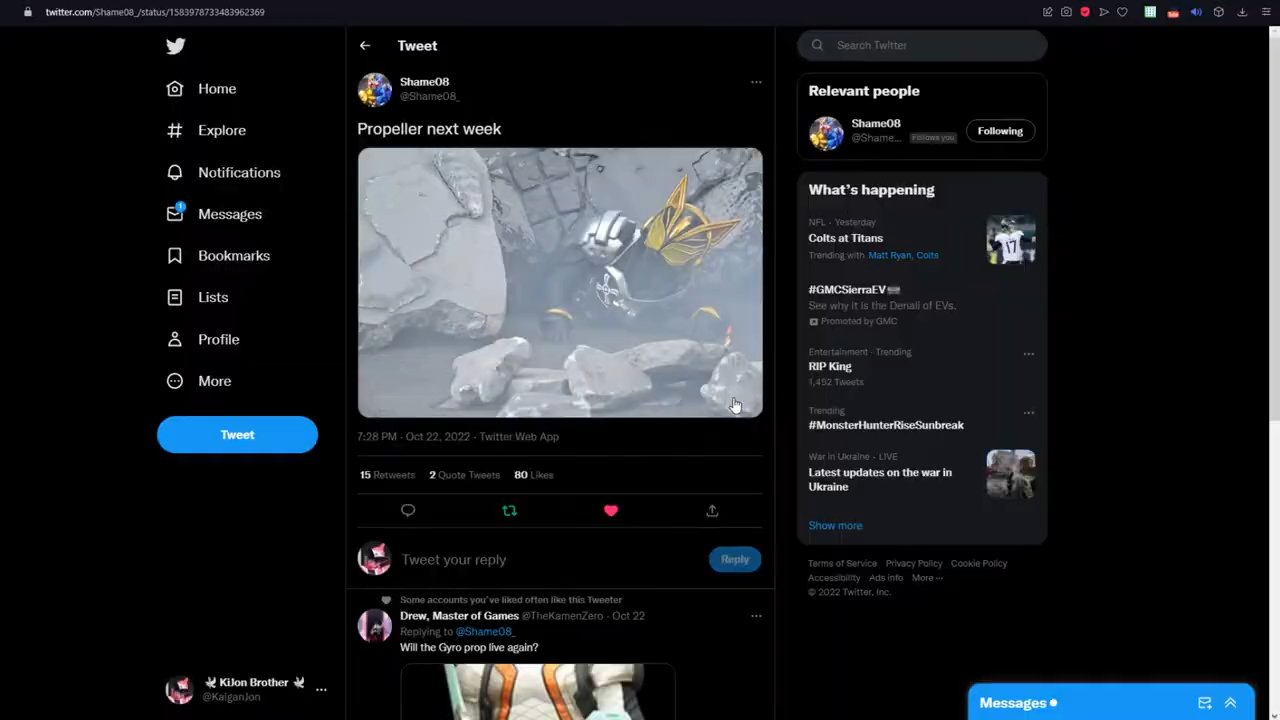 twitter.com/Shame08_/status/1583978733483962369
Home
Explore
Notifications
1
Messages
Bookmarks
Lists
Profile
More
Tweet
KiJon Brother
@KaiganJon
Tweet
Shame08
@Shame08_
Propeller next week
7:28 PM · Oct 22, 2022 · Twitter Web App
15 Retweets 2 Quote Tweets 80 Likes
Tweet your reply
Reply
Some accounts you've liked often like this Tweeter
Drew, Master of Games @TheKamenZero · Oct 22
Replying to @Shame08_
Will the Gyro prop live again?
Search Twitter
Relevant people
Shame08
@Shame... Follows you
Following
What's happening
NFL · Yesterday
Colts at Titans
Trending with Matt Ryan, Colts
17
#GMCSierraEV
See why it is the Denali of EVs.
Promoted by GMC
Entertainment · Trending
RIP King
1,452 Tweets
Trending
#MonsterHunterRiseSunbreak
War in Ukraine · LIVE
Latest updates on the war in
Ukraine
Show more
Terms of Service Privacy Policy Cookie Policy
Accessibility Ads info More ···
© 2022 Twitter, Inc.
Messages